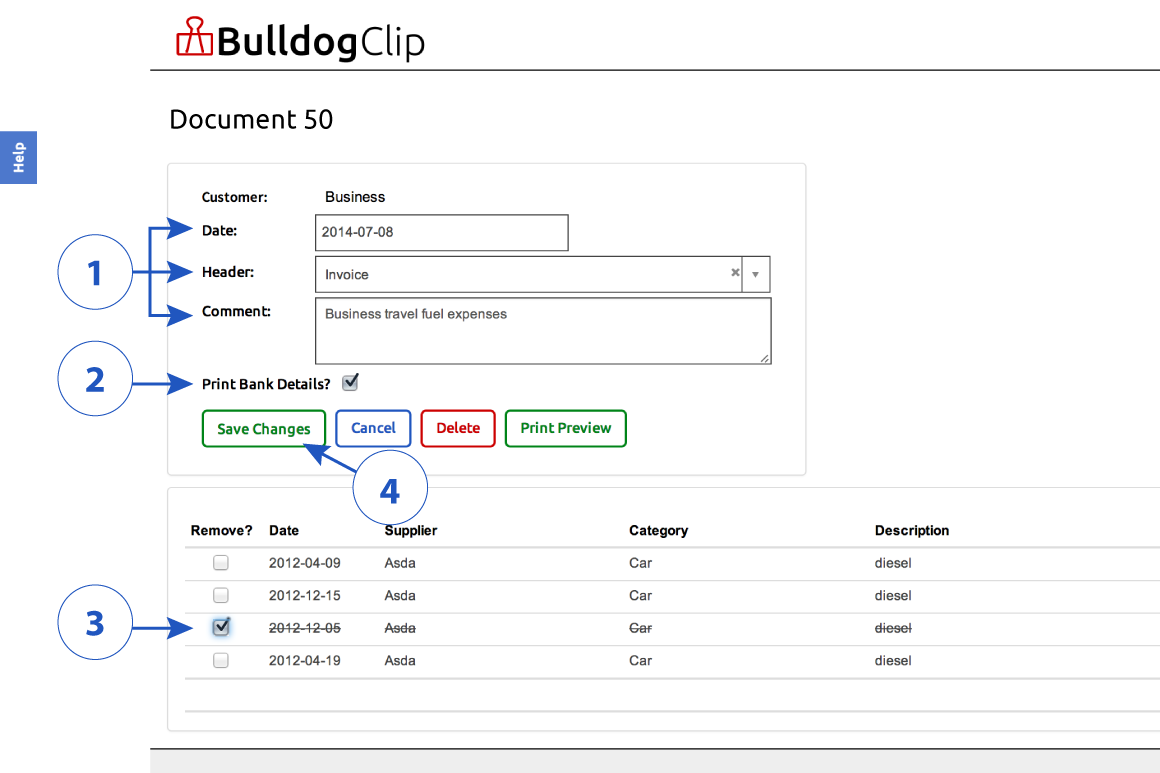 BulldogClip
Document 50
Help
Customer: Business
Date: 2014-07-08
1
Header: Invoice
Comment: Business travel fuel expenses
2
Print Bank Details?
Save Changes Cancel Delete Print Preview
4
Remove? Date Supplier Category Description
2012-04-09 Asda Car diesel
2012-12-15 Asda Car diesel
3
2012-12-05 Asda Car diesel
2012-04-19 Asda Car diesel